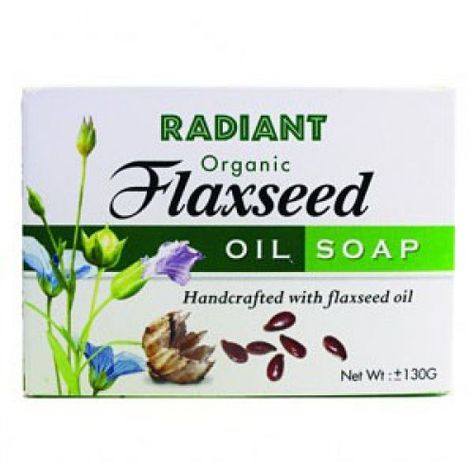 RADIANT
Organic
Flaxseed
OIL SOAP
Handcrafted with flaxseed oil
Net Wt : ±130G